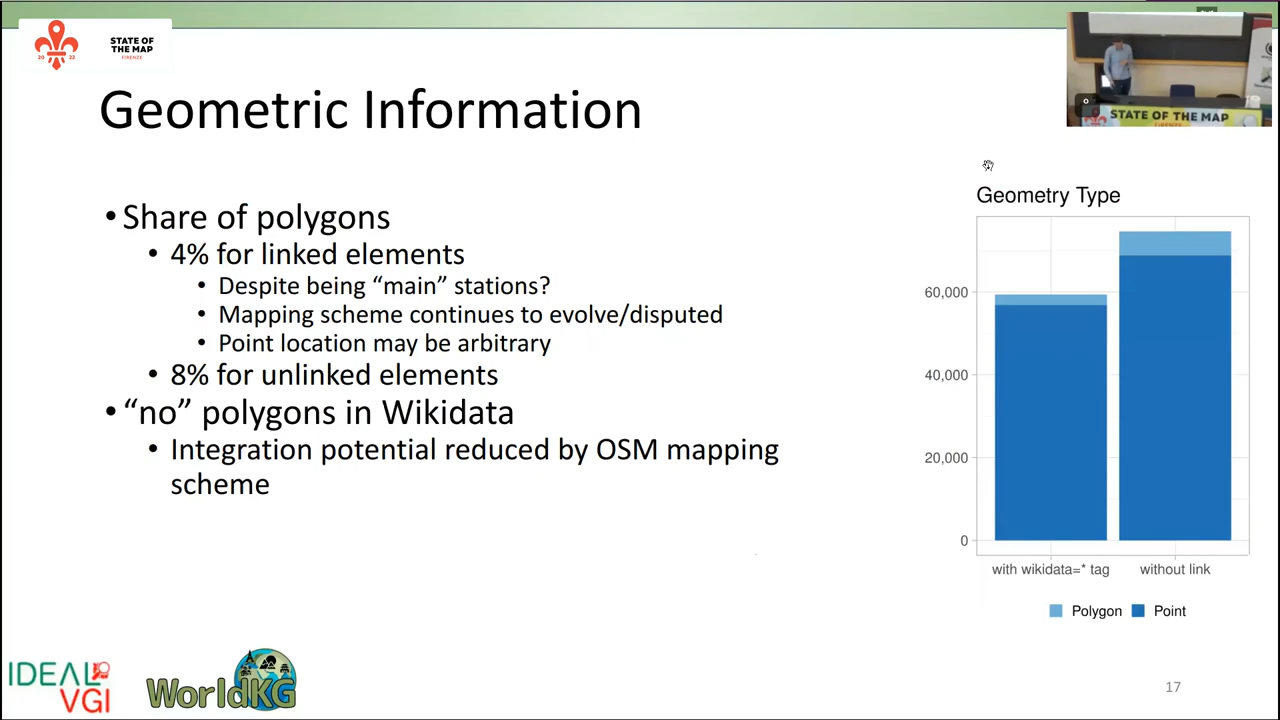 20 22
STATE OF
THE MAP
FIRENZE
STATE OF THE MAP
FIRENZE
Geometric Information
• Share of polygons
• 4% for linked elements
• Despite being “main” stations?
• Mapping scheme continues to evolve/disputed
• Point location may be arbitrary
• 8% for unlinked elements
• “no” polygons in Wikidata
• Integration potential reduced by OSM mapping
scheme
Geometry Type
60,000
40,000
20,000
0
with wikidata=* tag without link
Polygon Point
IDEAL
VGI
WorldKG
17